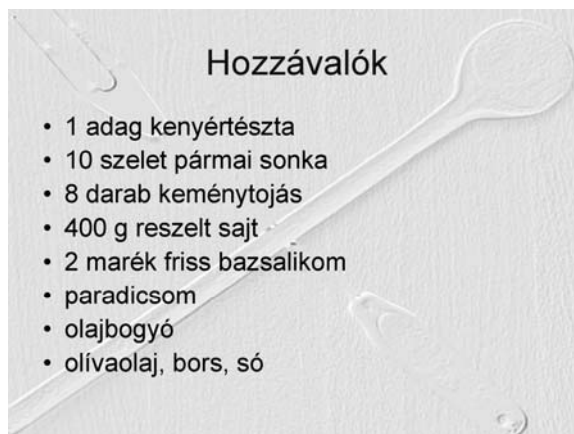 Hozzávalók
• 1 adag kenyértészta
• 10 szelet pármai sonka
• 8 darab keménytojás
• 400 g reszelt sajt
• 2 marék friss bazsalikom
• paradicsom
• olajbogyó
• olívaolaj, bors, só